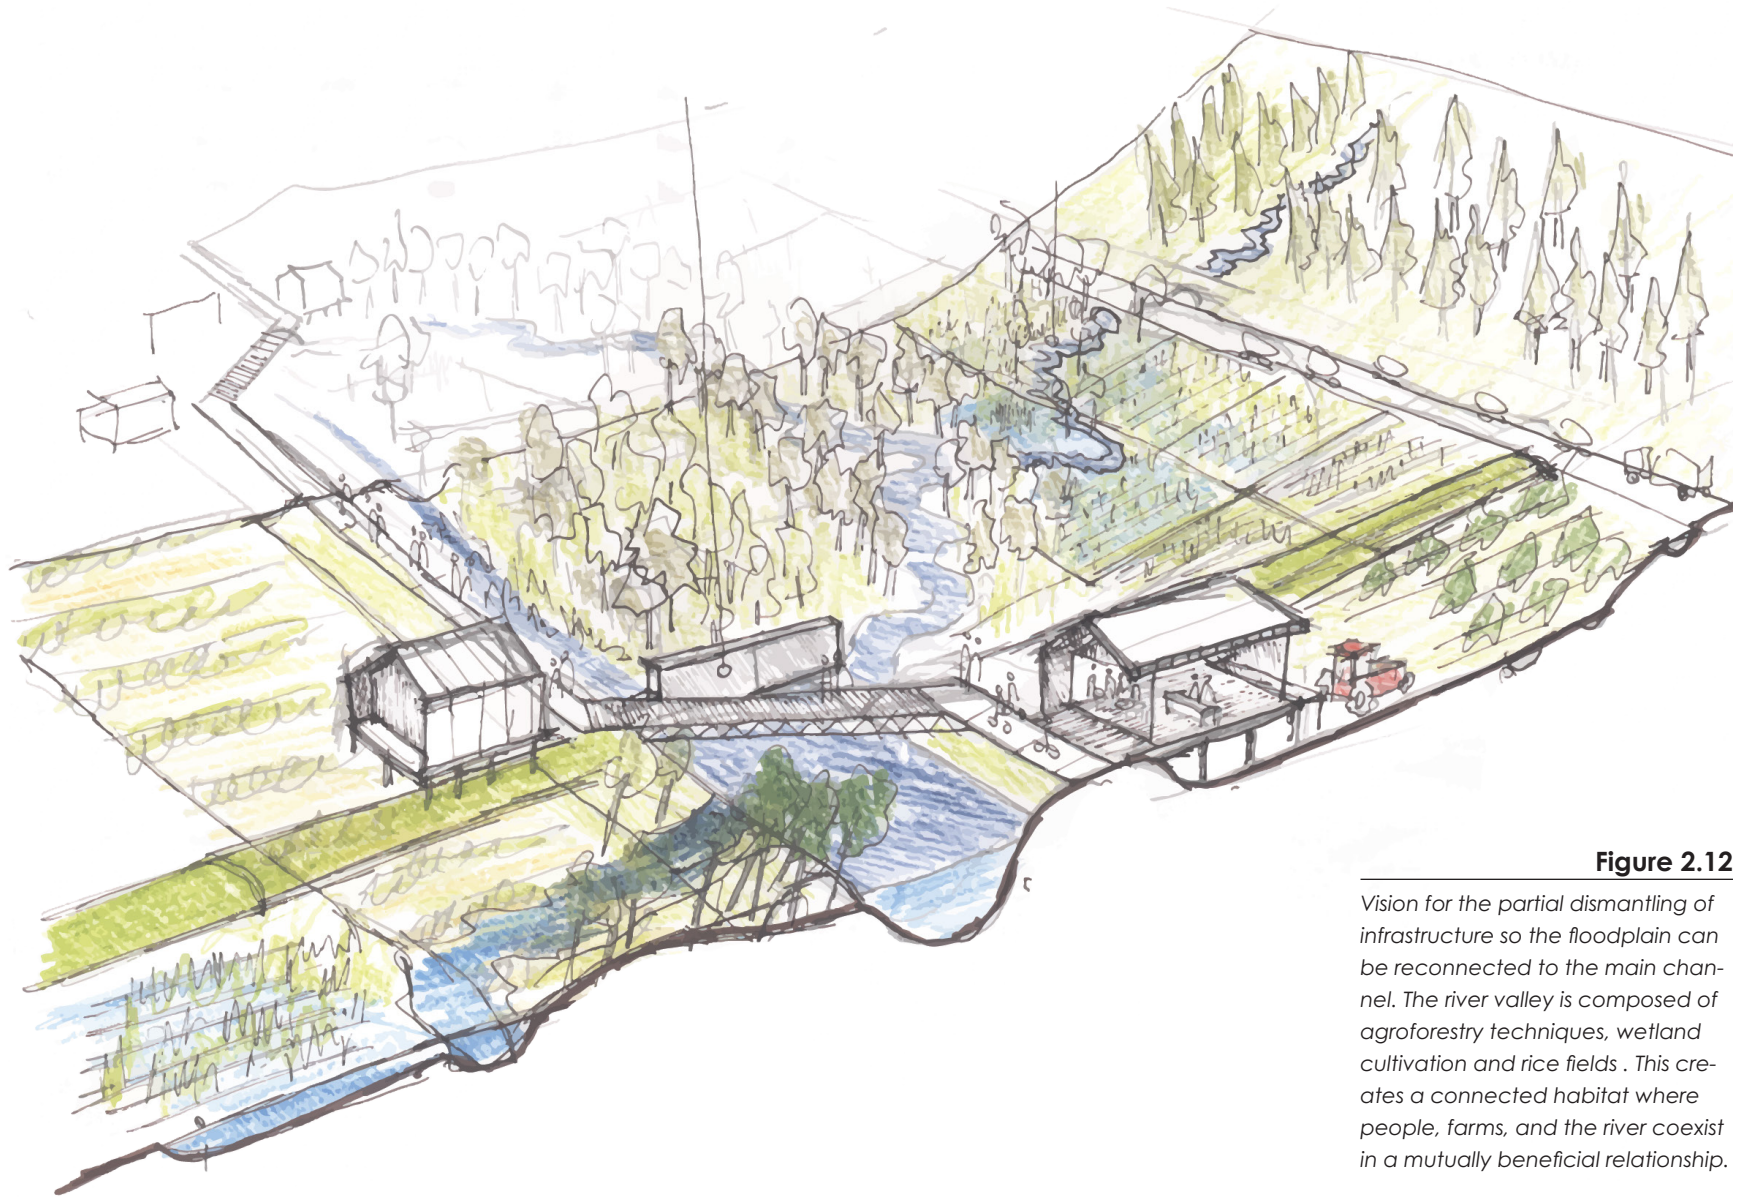 Figure 2.12
Vision for the partial dismantling of
infrastructure so the floodplain can
be reconnected to the main chan-
nel. The river valley is composed of
agroforestry techniques, wetland
cultivation and rice fields . This cre-
ates a connected habitat where
people, farms, and the river coexist
in a mutually beneficial relationship.